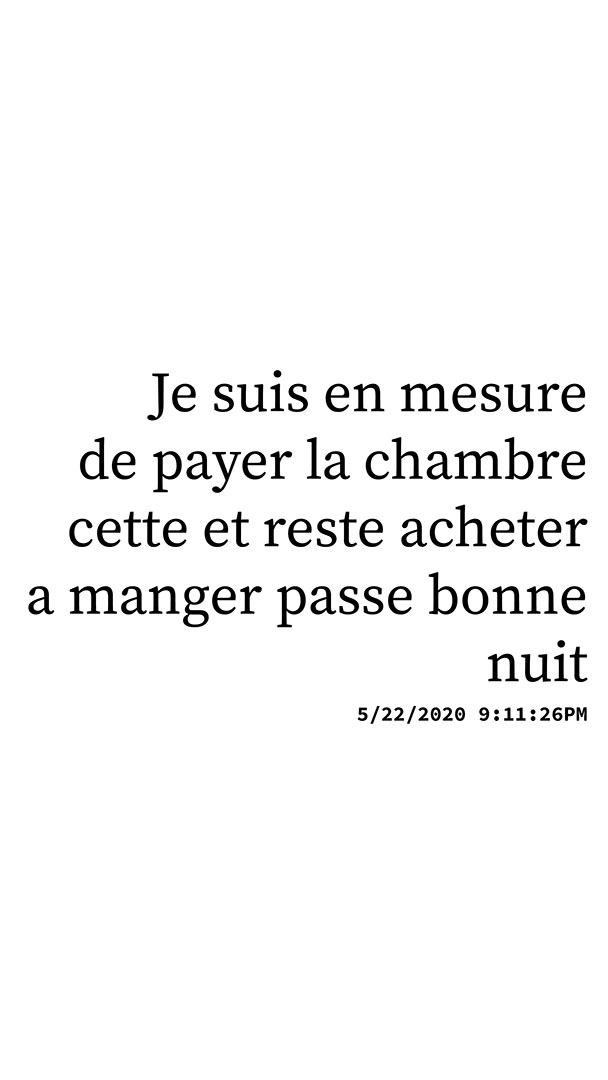 Je suis en mesure
de payer la chambre
cette et reste acheter
a manger passe bonne
nuit
5/22/2020 9:11:26PM